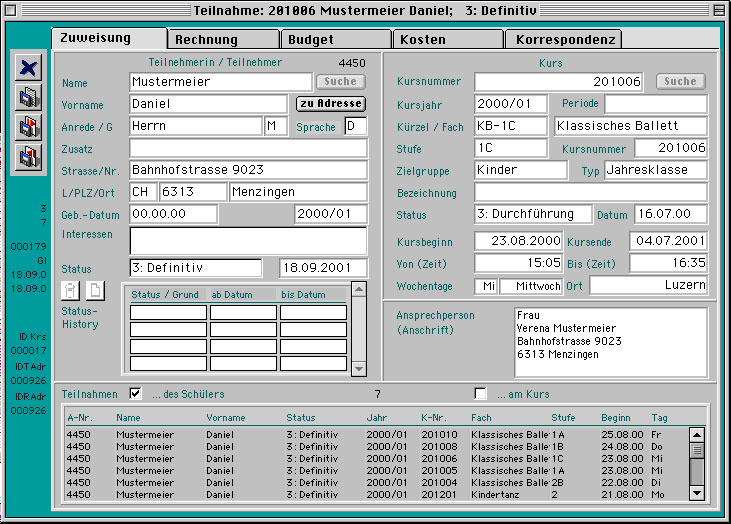 Teilnahme: 201006 Mustermeier Daniel;   3: Definitiv
Zuweisung Rechnung Budget Kosten Korrespondenz
Teilnehmerin / Teilnehmer 4450
Name Mustermeier Suche
Vorname Daniel zu Adresse
Anrede / G Herrn M Sprache D
Zusatz
Strasse/Nr. Bahnhofstrasse 9023
L/PLZ/Ort CH 6313 Menzingen
Geb.-Datum 00.00.00 2000/01
Interessen
Status 3: Definitiv 18.09.2001
Status-
History
Status / Grund ab Datum bis Datum
Kurs
Kursnummer 201006 Suche
Kursjahr 2000/01 Periode
Kürzel / Fach KB-1C Klassisches Ballett
Stufe 1C Kursnummer 201006
Zielgruppe Kinder Typ Jahresklasse
Bezeichnung
Status 3: Durchführung Datum 16.07.00
Kursbeginn 23.08.2000 Kursende 04.07.2001
Von (Zeit) 15:05 Bis (Zeit) 16:35
Wochentage Mi Mittwoch Ort Luzern
Ansprechperson
(Anschrift)
Frau
Verena Mustermeier
Bahnhofstrasse 9023
6313 Menzingen
3
7
000179
GI
18.09.0
18.09.0
ID Krs
000017
IDTAdr
000926
IDRAdr
000926
Teilnahmen ...des Schülers 7 ...am Kurs
A-Nr. Name Vorname Status Jahr K-Nr. Fach Stufe Beginn Tag
4450 Mustermeier Daniel 3: Definitiv 2000/01 201010 Klassisches Balle 1A 25.08.00 Fr
4450 Mustermeier Daniel 3: Definitiv 2000/01 201008 Klassisches Balle 1B 24.08.00 Do
4450 Mustermeier Daniel 3: Definitiv 2000/01 201006 Klassisches Balle 1C 23.08.00 Mi
4450 Mustermeier Daniel 3: Definitiv 2000/01 201005 Klassisches Balle 1A 23.08.00 Mi
4450 Mustermeier Daniel 3: Definitiv 2000/01 201004 Klassisches Balle 2B 22.08.00 Di
4450 Mustermeier Daniel 3: Definitiv 2000/01 201201 Kindertanz 2 21.08.00 Mo